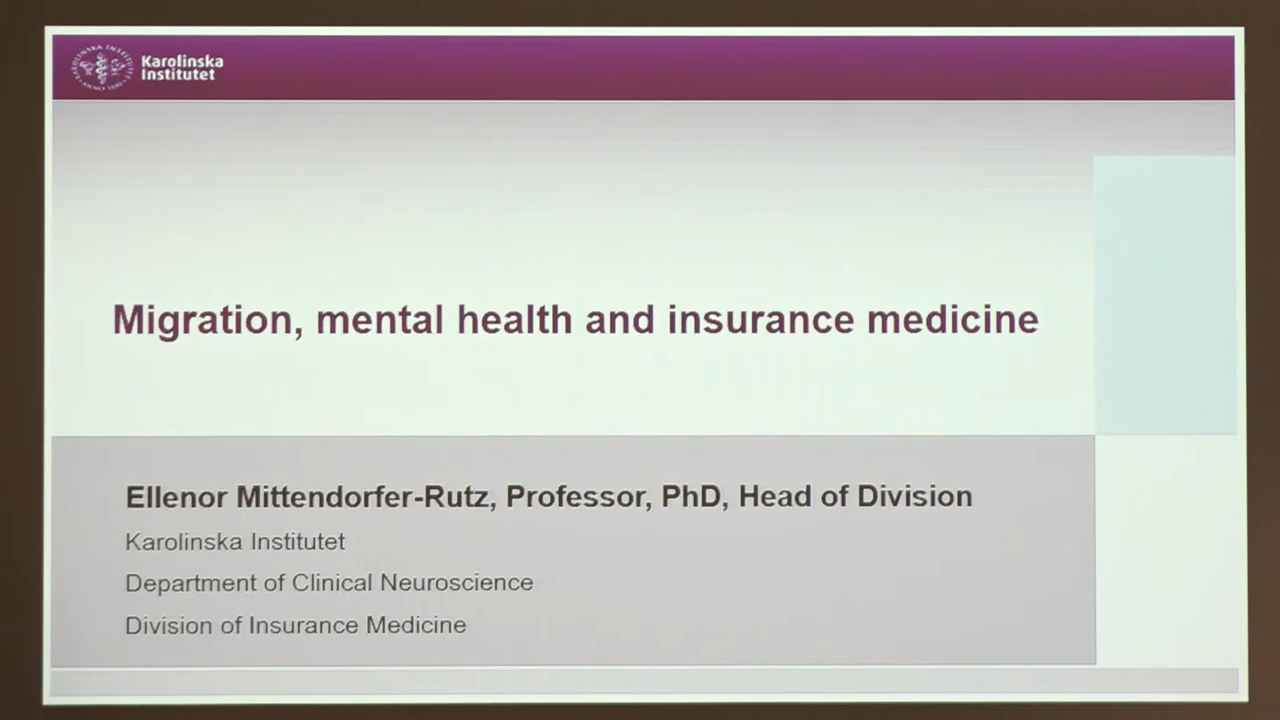 Karolinska
Institutet
Migration, mental health and insurance medicine
Ellenor Mittendorfer-Rutz, Professor, PhD, Head of Division
Karolinska Institutet
Department of Clinical Neuroscience
Division of Insurance Medicine